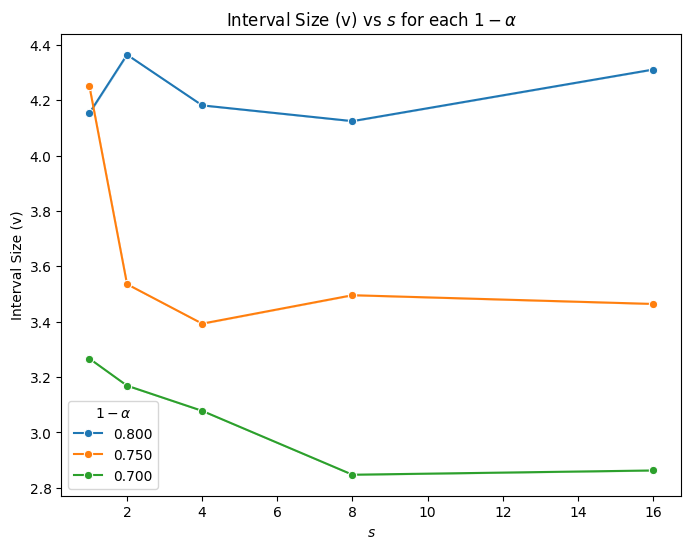 Interval Size (v) vs s for each 1 − α
Interval Size (v)
4.4
4.2
4.0
3.8
3.6
3.4
3.2
3.0
2.8
1 − α
0.800
0.750
0.700
2 4 6 8 10 12 14 16
s